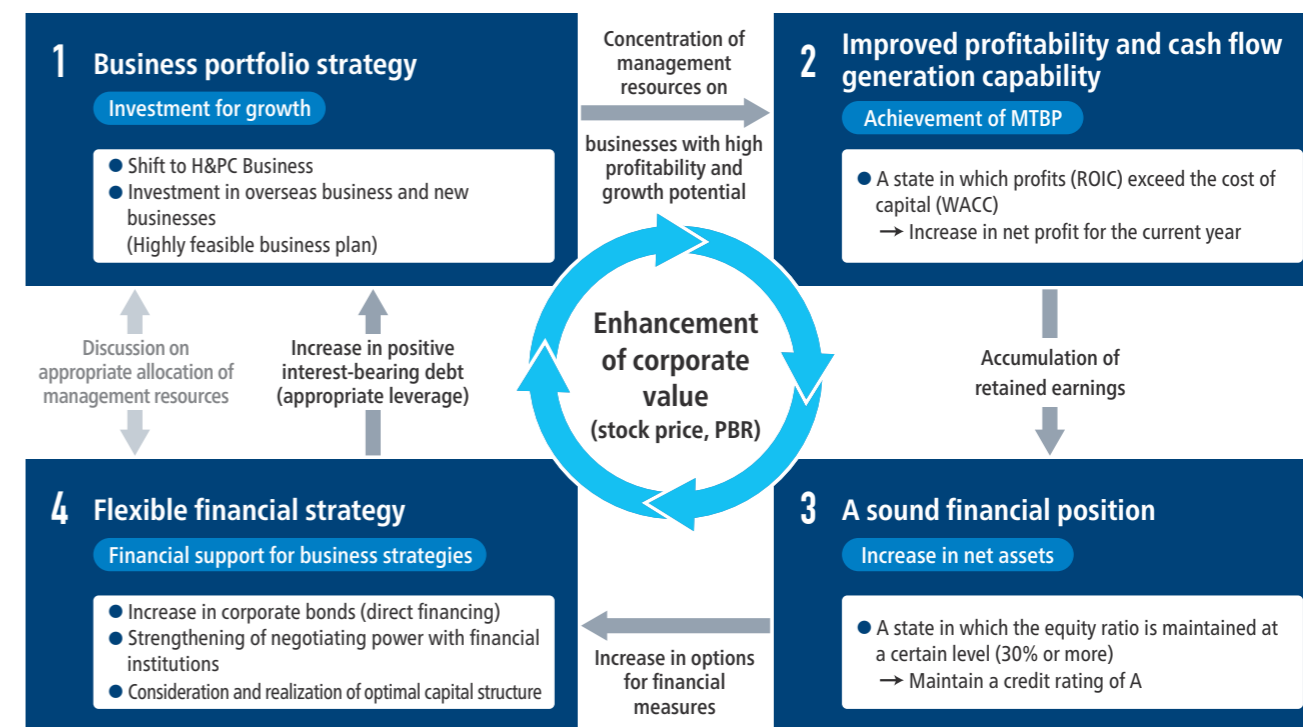 1 Business portfolio strategy
Investment for growth
● Shift to H&PC Business
● Investment in overseas business and new
businesses
(Highly feasible business plan)
Concentration of
management
resources on
businesses with high
profitability and
growth potential
2 Improved profitability and cash flow
generation capability
Achievement of MTBP
● A state in which profits (ROIC) exceed the cost of
capital (WACC)
→ Increase in net profit for the current year
Discussion on
appropriate allocation of
management resources
Increase in positive
interest-bearing debt
(appropriate leverage)
Enhancement
of corporate
value
(stock price, PBR)
Accumulation of
retained earnings
4 Flexible financial strategy
Financial support for business strategies
● Increase in corporate bonds (direct financing)
● Strengthening of negotiating power with financial
institutions
● Consideration and realization of optimal capital structure
Increase in options
for financial
measures
3 A sound financial position
Increase in net assets
● A state in which the equity ratio is maintained at
a certain level (30% or more)
→ Maintain a credit rating of A